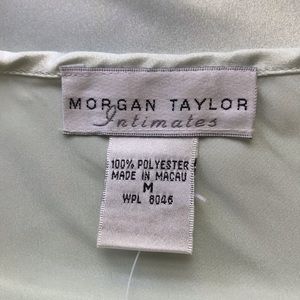 MORGAN TAYLOR
Intimates
100% POLYESTER
MADE IN MACAU
M
WPL 8046